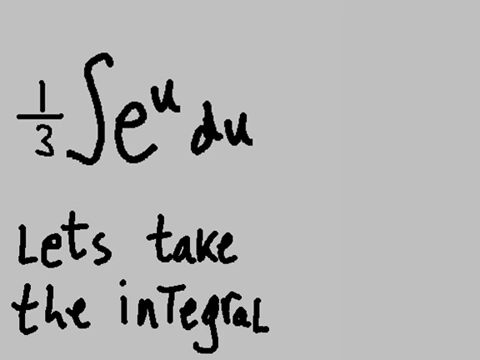 1/3 ∫ e^u du
Lets take
the inTegraL